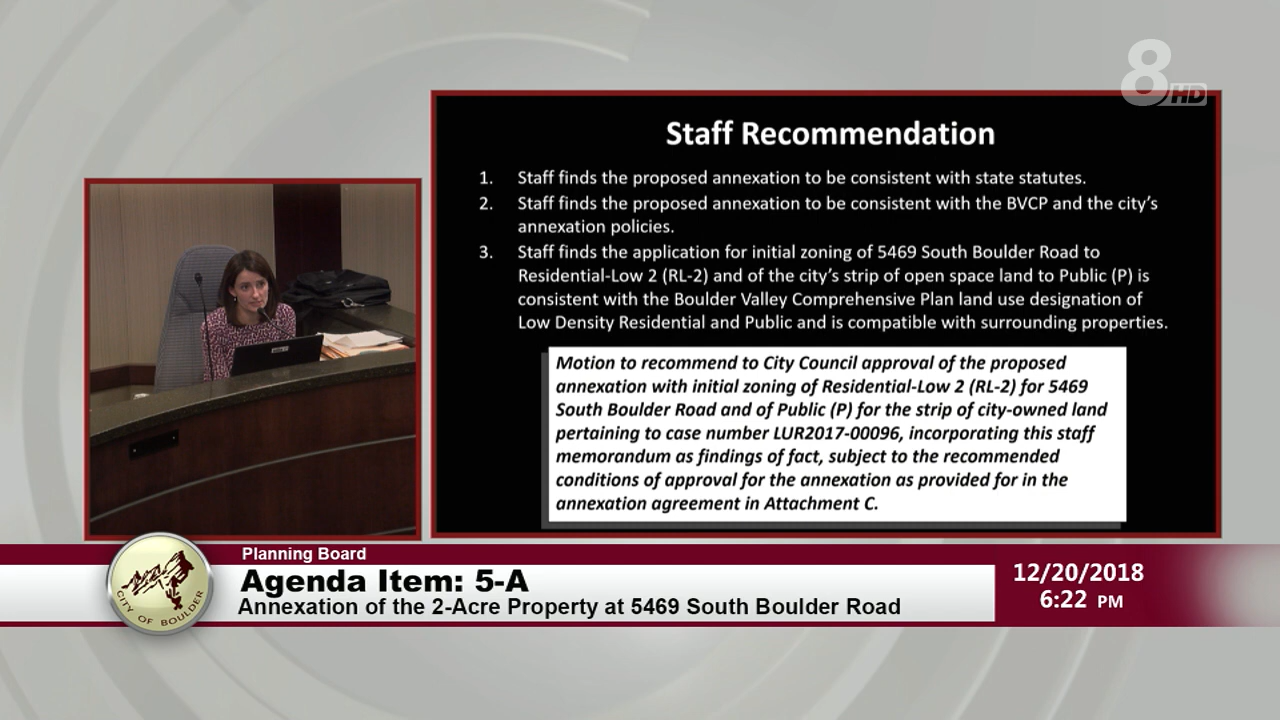 8
HD
Staff Recommendation
1. Staff finds the proposed annexation to be consistent with state statutes.
2. Staff finds the proposed annexation to be consistent with the BVCP and the city's
annexation policies.
3. Staff finds the application for initial zoning of 5469 South Boulder Road to
Residential-Low 2 (RL-2) and of the city's strip of open space land to Public (P) is
consistent with the Boulder Valley Comprehensive Plan land use designation of
Low Density Residential and Public and is compatible with surrounding properties.
Motion to recommend to City Council approval of the proposed
annexation with initial zoning of Residential-Low 2 (RL-2) for 5469
South Boulder Road and of Public (P) for the strip of city-owned land
pertaining to case number LUR2017-00096, incorporating this staff
memorandum as findings of fact, subject to the recommended
conditions of approval for the annexation as provided for in the
annexation agreement in Attachment C.
Planning Board
Agenda Item: 5-A
Annexation of the 2-Acre Property at 5469 South Boulder Road
CITY OF BOULDER
12/20/2018
6:22 PM